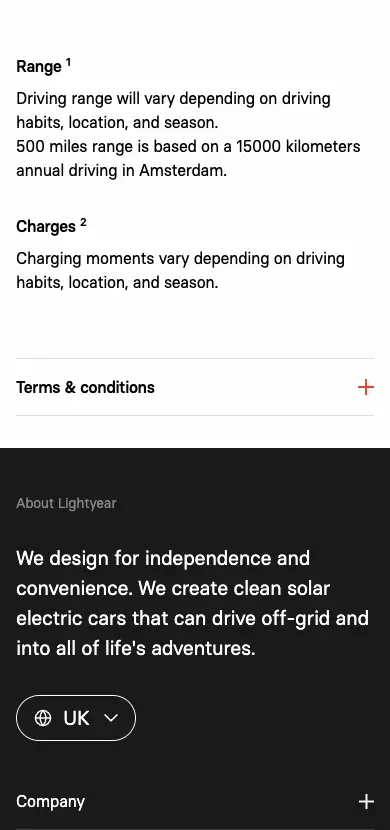 Range 1
Driving range will vary depending on driving
habits, location, and season.
500 miles range is based on a 15000 kilometers
annual driving in Amsterdam.
Charges 2
Charging moments vary depending on driving
habits, location, and season.
Terms & conditions
About Lightyear
We design for independence and
convenience. We create clean solar
electric cars that can drive off-grid and
into all of life's adventures.
UK
Company